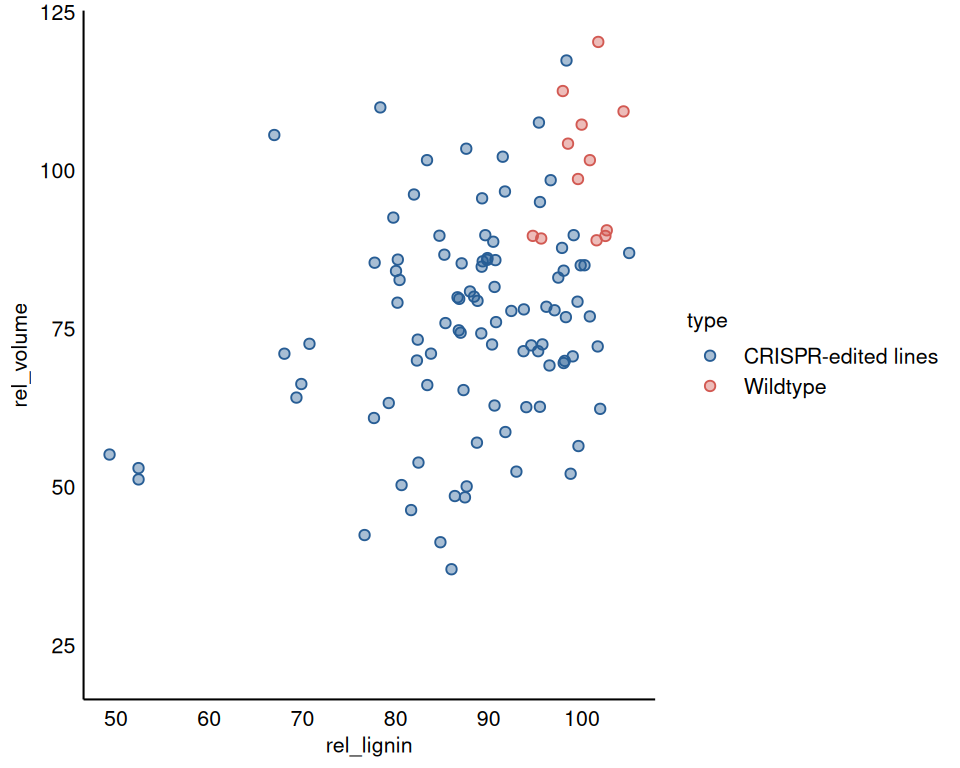 125
100
75
50
25
rel_volume
50 60 70 80 90 100
rel_lignin
type
CRISPR-edited lines
Wildtype